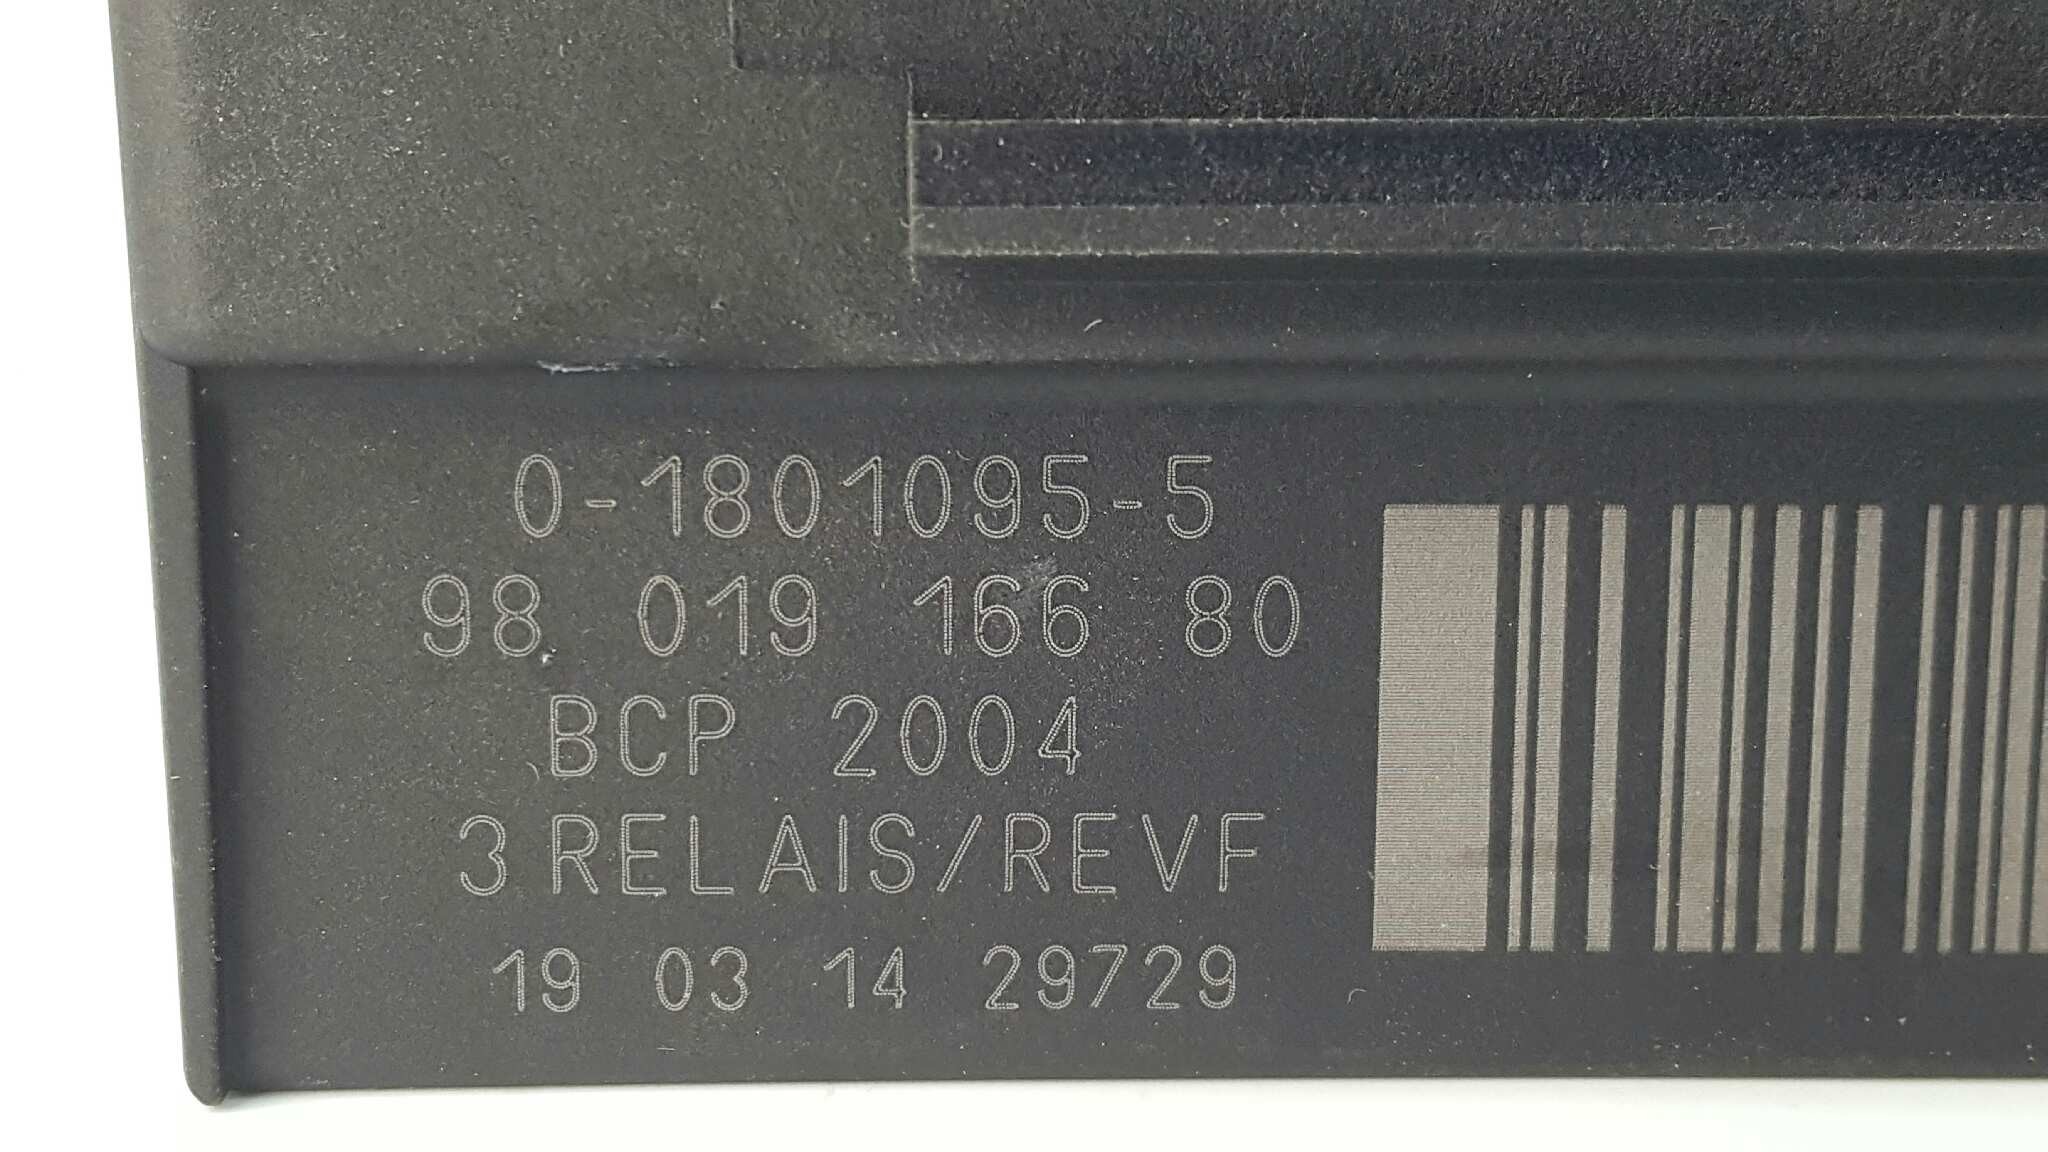 0-1801095-5
98 019 166 80
BCP 2004
3 RELAIS/REVF
19 03 14 29729